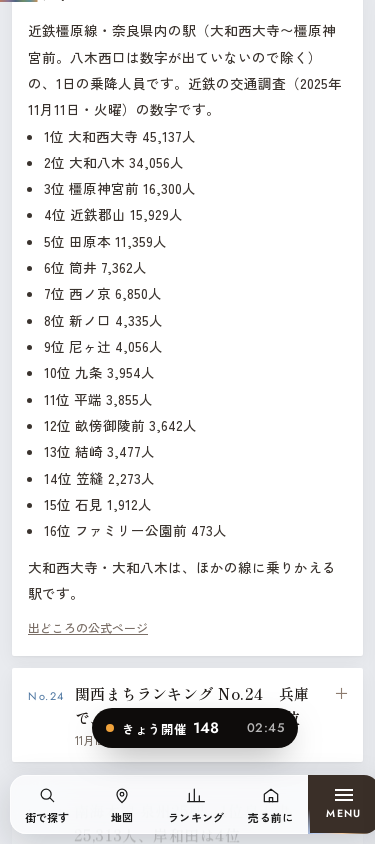 近鉄橿原線・奈良県内の駅（大和西大寺〜橿原神
宮前。八木西口は数字が出ていないので除く）
の、1日の乗降人員です。近鉄の交通調査（2025年
11月11日・火曜）の数字です。
1位 大和西大寺 45,137人
2位 大和八木 34,056人
3位 橿原神宮前 16,300人
4位 近鉄郡山 15,929人
5位 田原本 11,359人
6位 筒井 7,362人
7位 西ノ京 6,850人
8位 新ノ口 4,335人
9位 尼ヶ辻 4,056人
10位 九条 3,954人
11位 平端 3,855人
12位 畝傍御陵前 3,642人
13位 結崎 3,477人
14位 笠縫 2,273人
15位 石見 1,912人
16位 ファミリー公園前 473人
大和西大寺・大和八木は、ほかの線に乗りかえる
駅です。
出どころの公式ページ
No.24 関西まちランキング No.24 兵庫
で
11月
きょう開催 148 02:45
街で探す 地図 ランキング 売る前に MENU
25,313人、岸和田は4位